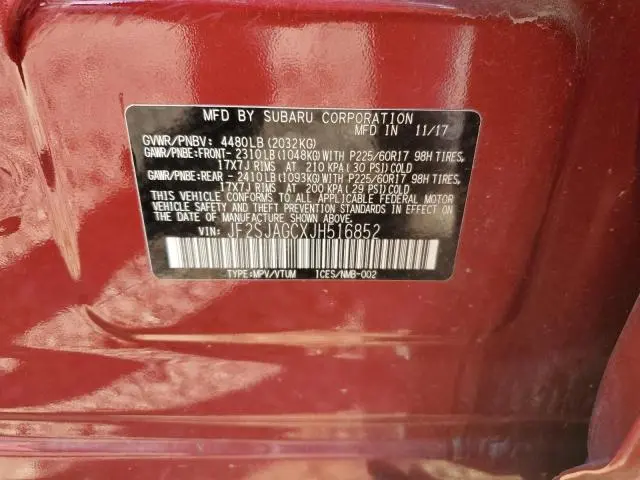 MFD BY SUBARU CORPORATION
MFD IN 11/17
GVWR/PNBV: 4480LB(2032KG)
GAWR/PNBE:FRONT-2310LB(1048KG)WITH P225/60R17 98H TIRES,
17X7J RIMS AT 210 KPA(30 PSI)COLD
GAWR/PNBE:REAR -2410LB(1093KG)WITH P225/60R17 98H TIRES,
17X7J RIMS AT 200 KPA(29 PSI)COLD
THIS VEHICLE CONFORMS TO ALL APPLICABLE FEDERAL MOTOR
VEHICLE SAFETY, BUMPER, AND THEFT PREVENTION STANDARDS IN EFFECT ON
THE DATE OF MANUFACTURE SHOWN ABOVE.
VIN: JF2SJAGCXJH516852
TYPE:MPV/VTUM ICES/NMB-002